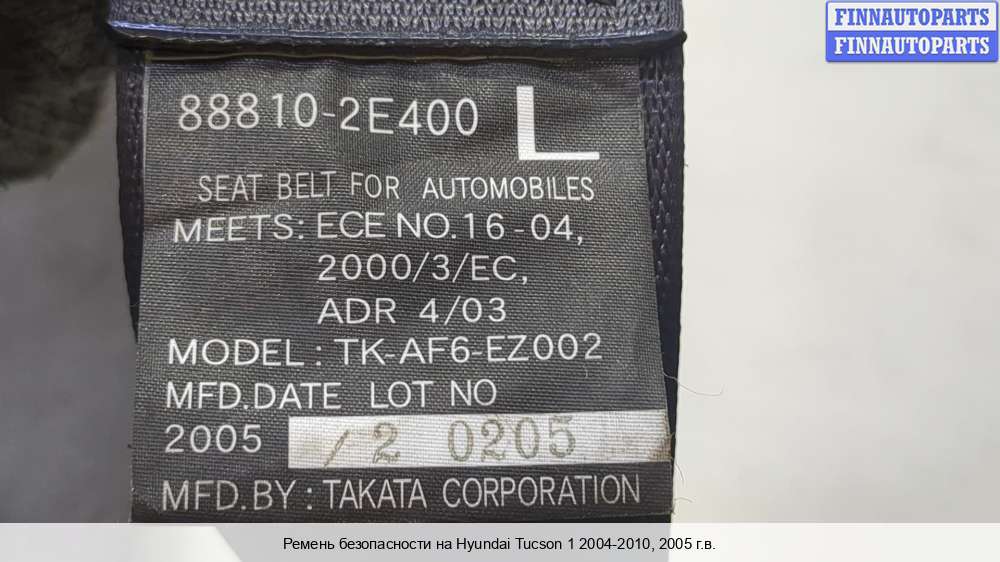 FINNAUTOPARTS
FINNAUTOPARTS
88810-2E400 L
SEAT BELT FOR AUTOMOBILES
MEETS: ECE NO.16-04,
2000/3/EC,
ADR 4/03
MODEL: TK-AF6-EZ002
MFD.DATE LOT NO
2005 /2 0205
MFD.BY: TAKATA CORPORATION
Ремень безопасности на Hyundai Tucson 1 2004-2010, 2005 г.в.